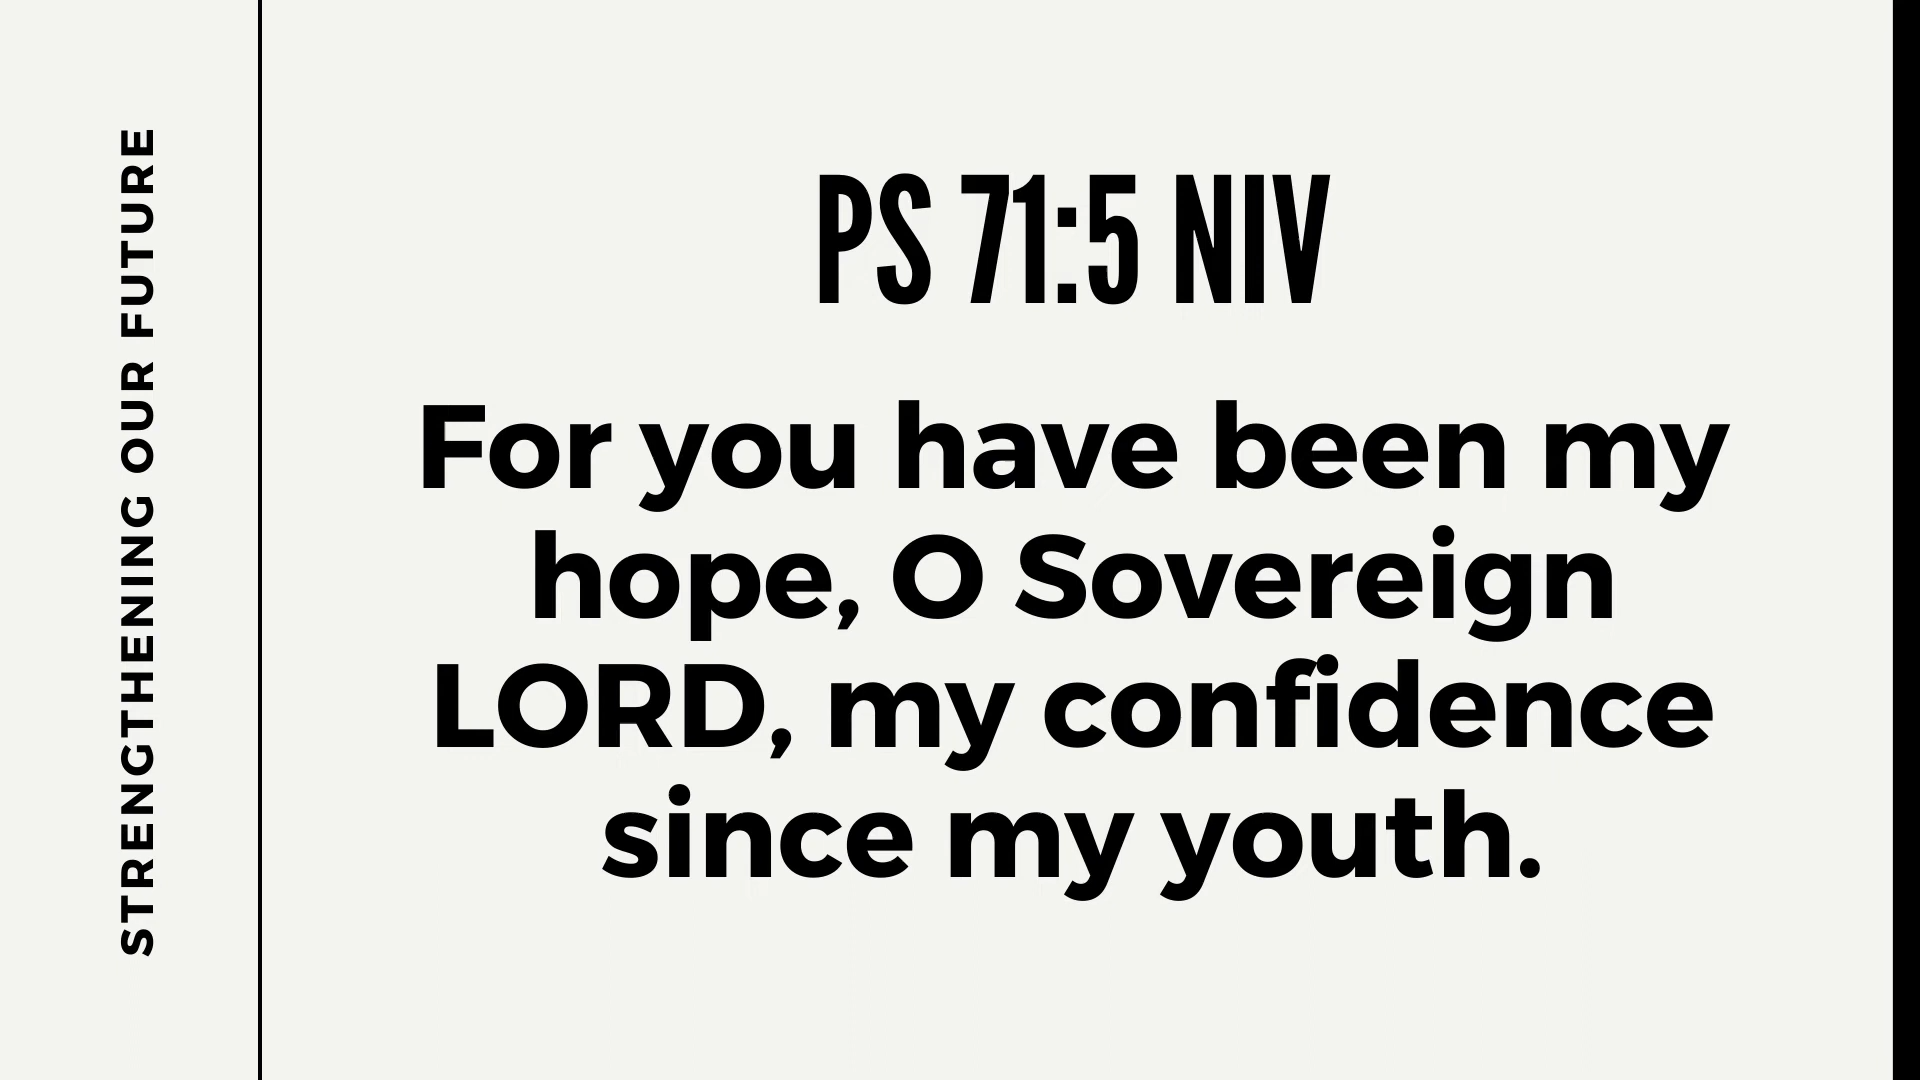 STRENGTHENING OUR FUTURE
PS 71:5 NIV
For you have been my
hope, O Sovereign
LORD, my confidence
since my youth.